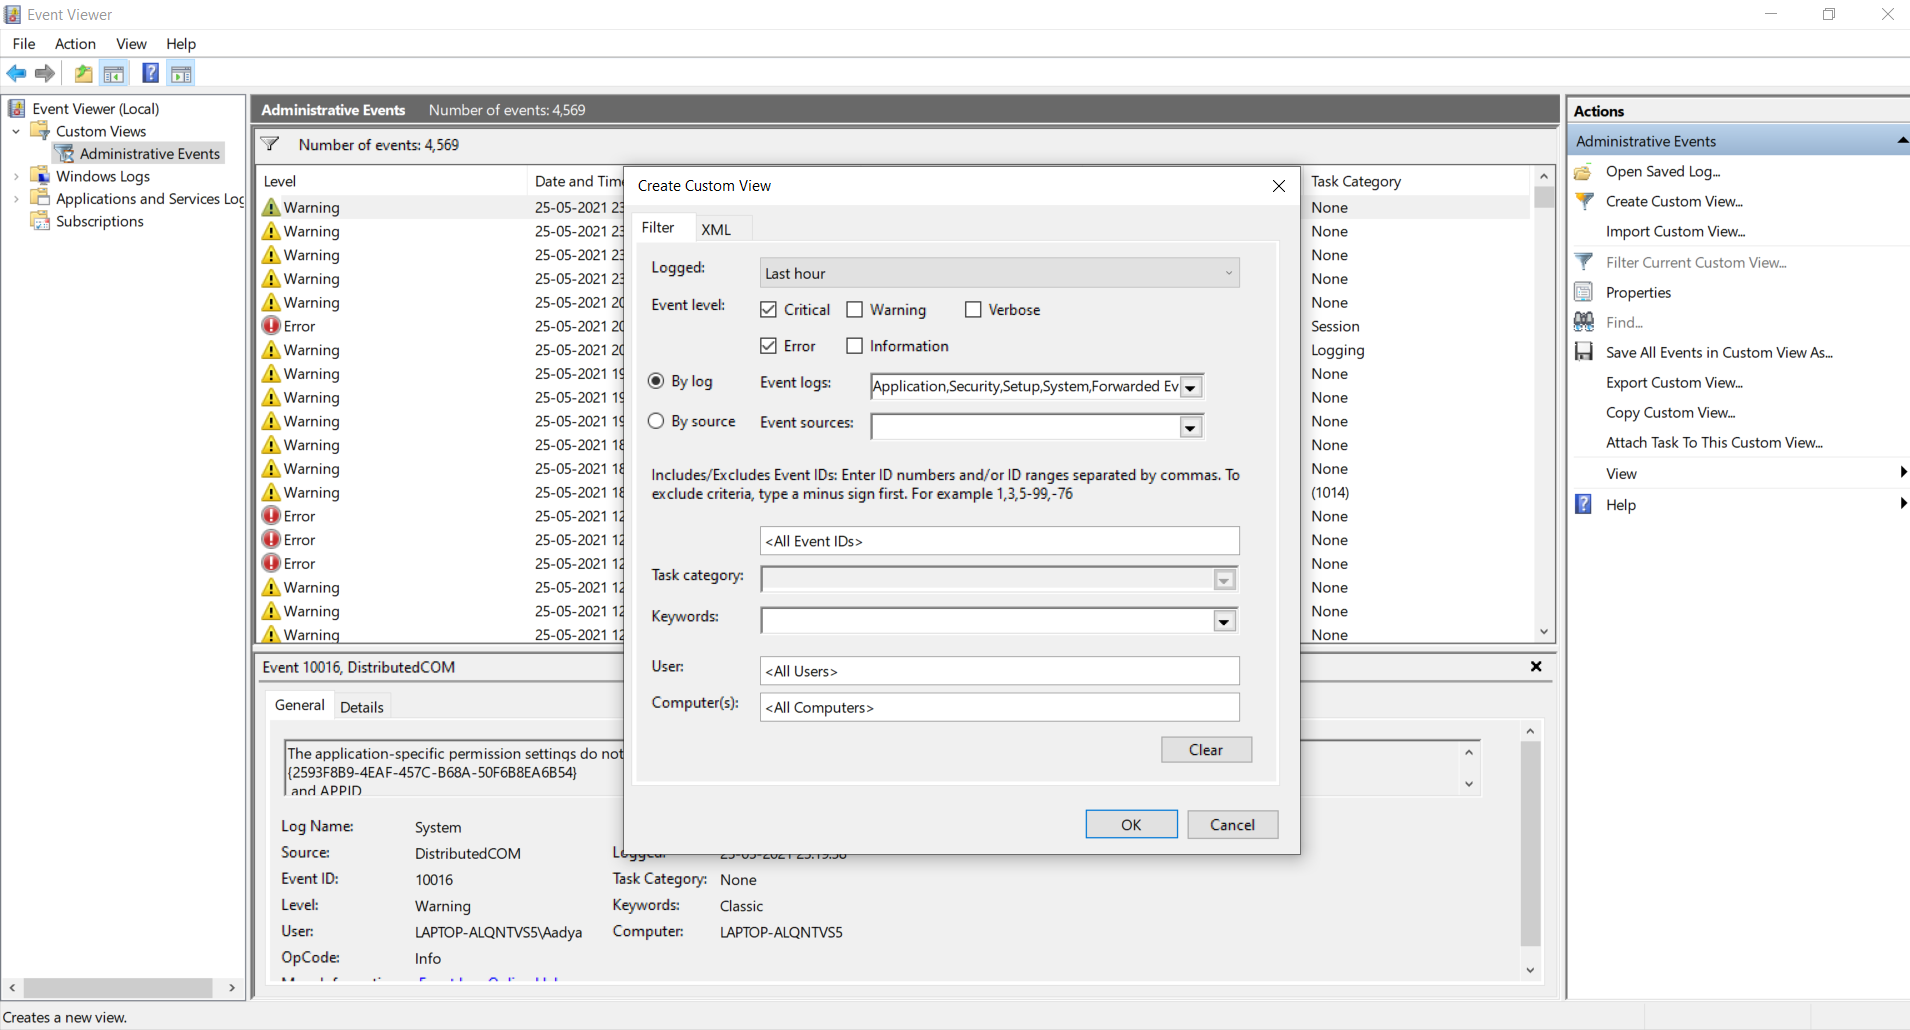 Event Viewer
File Action View Help
Event Viewer (Local)
Custom Views
Administrative Events
Windows Logs
Applications and Services Log
Subscriptions
Administrative Events Number of events: 4,569
Number of events: 4,569
Level Date and Time Task Category
Warning 25-05-2021 23 None
Warning 25-05-2021 23 None
Warning 25-05-2021 23 None
Warning 25-05-2021 23 None
Warning 25-05-2021 20 None
Error 25-05-2021 20 Session
Warning 25-05-2021 20 Logging
Warning 25-05-2021 19 None
Warning 25-05-2021 19 None
Warning 25-05-2021 19 None
Warning 25-05-2021 18 None
Warning 25-05-2021 18 None
Warning 25-05-2021 18 (1014)
Error 25-05-2021 12 None
Error 25-05-2021 12 None
Error 25-05-2021 12 None
Warning 25-05-2021 12 None
Warning 25-05-2021 12 None
Warning 25-05-2021 12 None
Create Custom View
Filter XML
Logged: Last hour
Event level: Critical Warning Verbose
Error Information
By log Event logs: Application,Security,Setup,System,Forwarded Ev
By source Event sources:
Includes/Excludes Event IDs: Enter ID numbers and/or ID ranges separated by commas. To
exclude criteria, type a minus sign first. For example 1,3,5-99,-76
<All Event IDs>
Task category:
Keywords:
User: <All Users>
Computer(s): <All Computers>
Clear
OK Cancel
Event 10016, DistributedCOM
General Details
The application-specific permission settings do not
{2593F8B9-4EAF-457C-B68A-50F6B8EA6B54}
and APPID
Log Name: System
Source: DistributedCOM Logged:
Event ID: 10016 Task Category: None
Level: Warning Keywords: Classic
User: LAPTOP-ALQNTVS5\Aadya Computer: LAPTOP-ALQNTVS5
OpCode: Info
Actions
Administrative Events
Open Saved Log...
Create Custom View...
Import Custom View...
Filter Current Custom View...
Properties
Find...
Save All Events in Custom View As...
Export Custom View...
Copy Custom View...
Attach Task To This Custom View...
View
Help
Creates a new view.